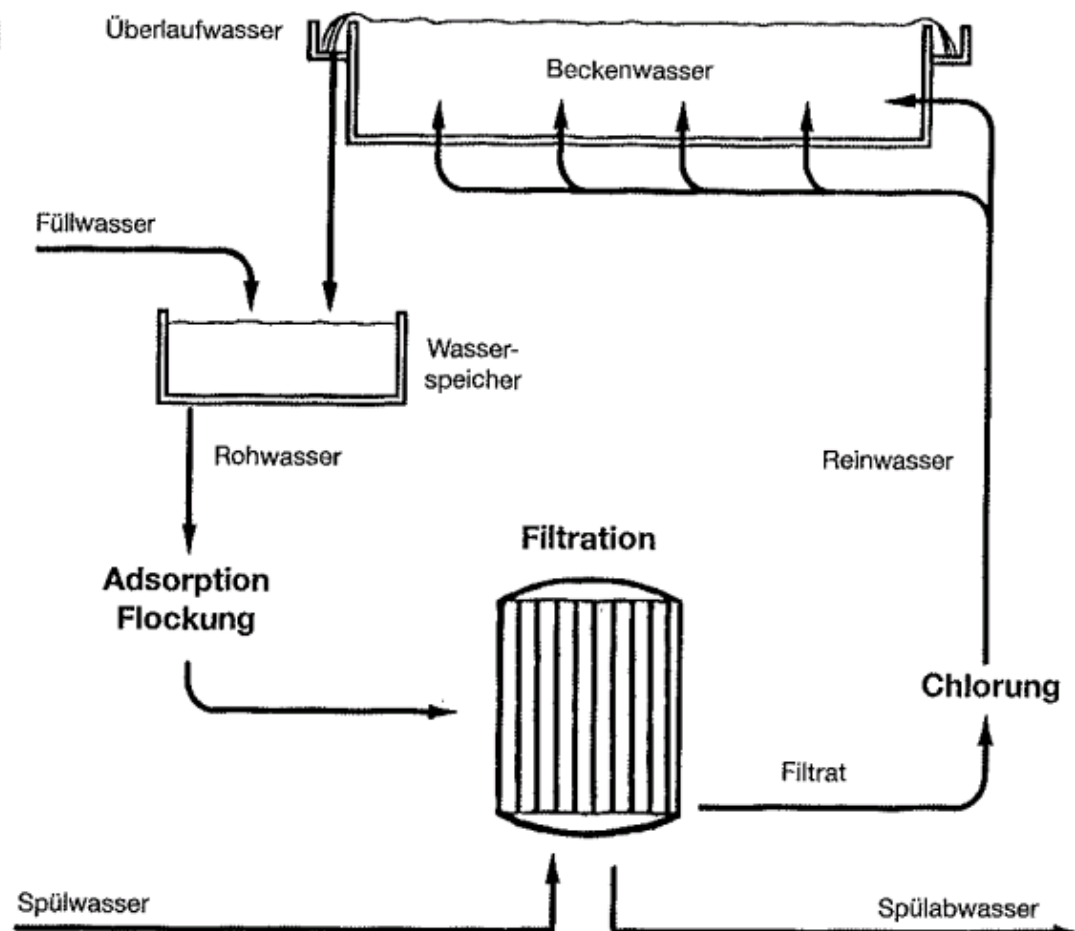 Überlaufwasser
Beckenwasser
Füllwasser
Wasser-
speicher
Rohwasser
Reinwasser
Filtration
Adsorption
Flockung
Chlorung
Filtrat
Spülwasser
Spülabwasser